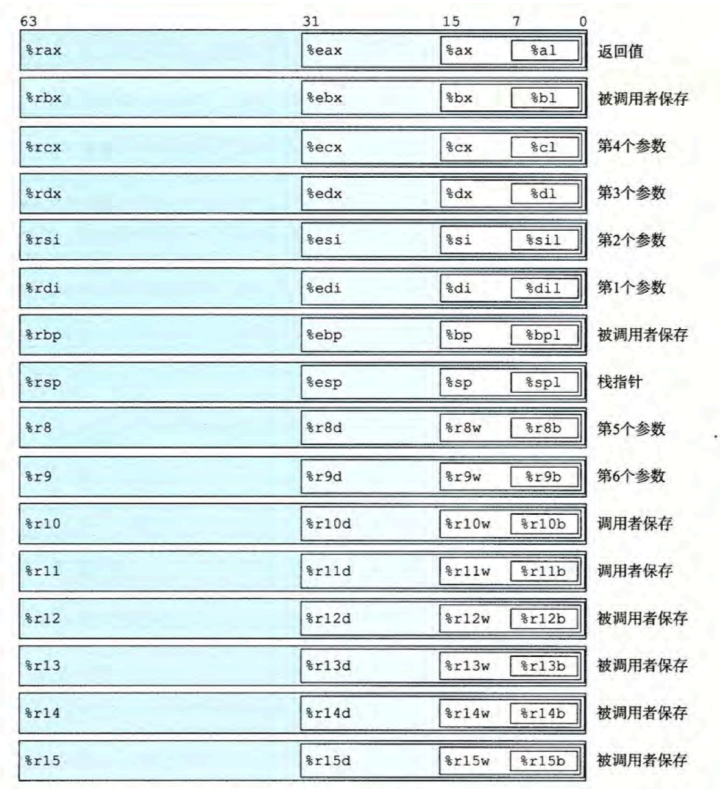 63 31 15 7 0
%rax %eax %ax %al 返回值
%rbx %ebx %bx %bl 被调用者保存
%rcx %ecx %cx %cl 第4个参数
%rdx %edx %dx %dl 第3个参数
%rsi %esi %si %sil 第2个参数
%rdi %edi %di %dil 第1个参数
%rbp %ebp %bp %bpl 被调用者保存
%rsp %esp %sp %spl 栈指针
%r8 %r8d %r8w %r8b 第5个参数
%r9 %r9d %r9w %r9b 第6个参数
%r10 %r10d %r10w %r10b 调用者保存
%r11 %r11d %r11w %r11b 调用者保存
%r12 %r12d %r12w %r12b 被调用者保存
%r13 %r13d %r13w %r13b 被调用者保存
%r14 %r14d %r14w %r14b 被调用者保存
%r15 %r15d %r15w %r15b 被调用者保存